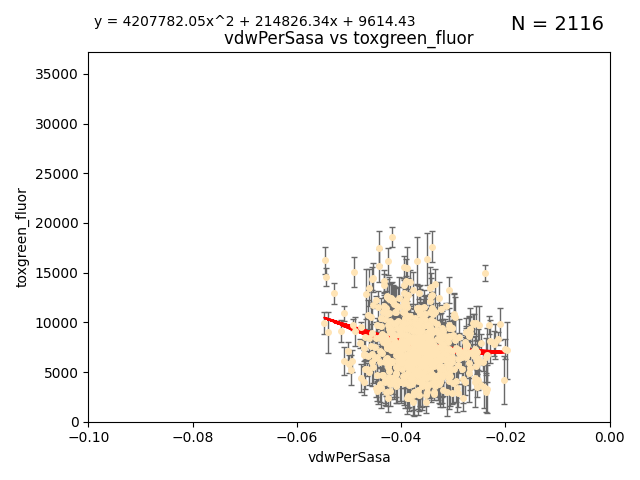 y = 4207782.05x^2 + 214826.34x + 9614.43
N = 2116
vdwPerSasa vs toxgreen_fluor
35000
30000
25000
20000
15000
10000
5000
0
toxgreen_fluor
−0.10
−0.08
−0.06
−0.04
−0.02
0.00
vdwPerSasa